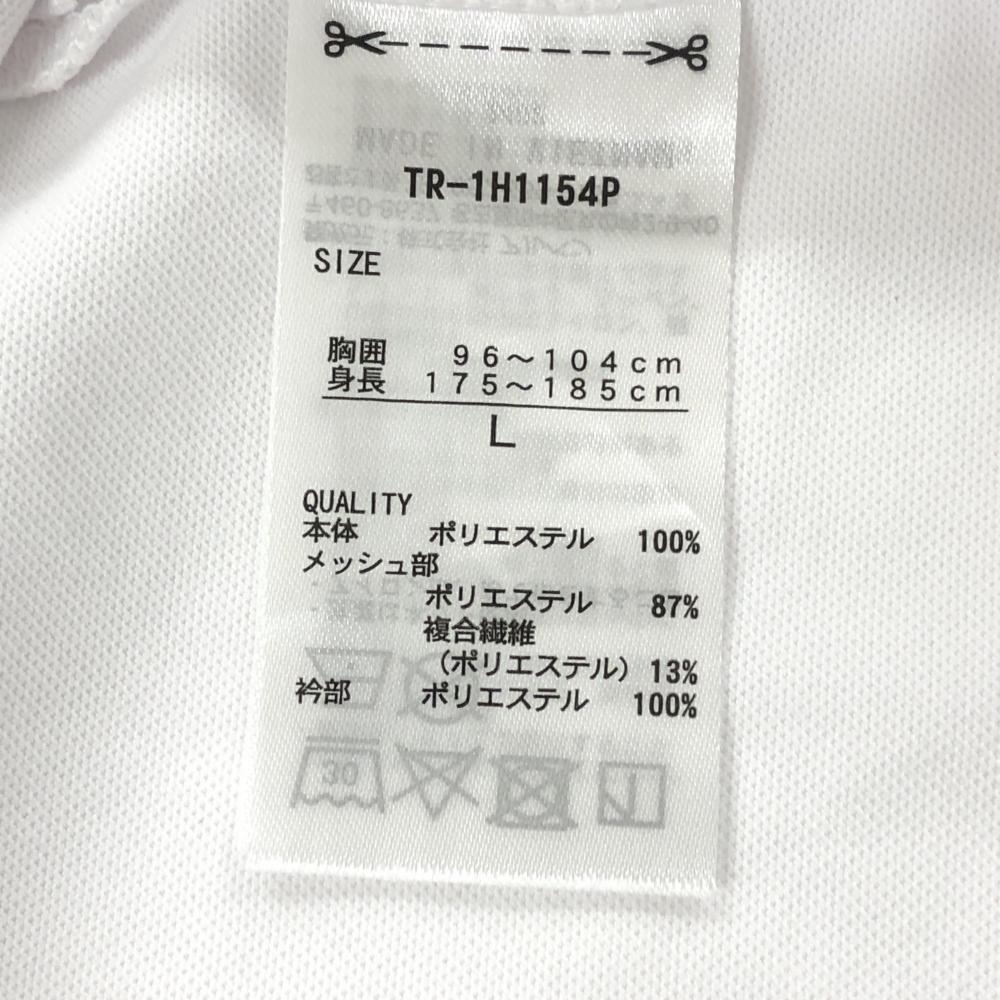 TR-1H1154P
SIZE
胸囲 96～104cm
身長 175～185cm
L
QUALITY
本体 ポリエステル 100%
メッシュ部
ポリエステル 87%
複合繊維
（ポリエステル） 13%
衿部 ポリエステル 100%
30